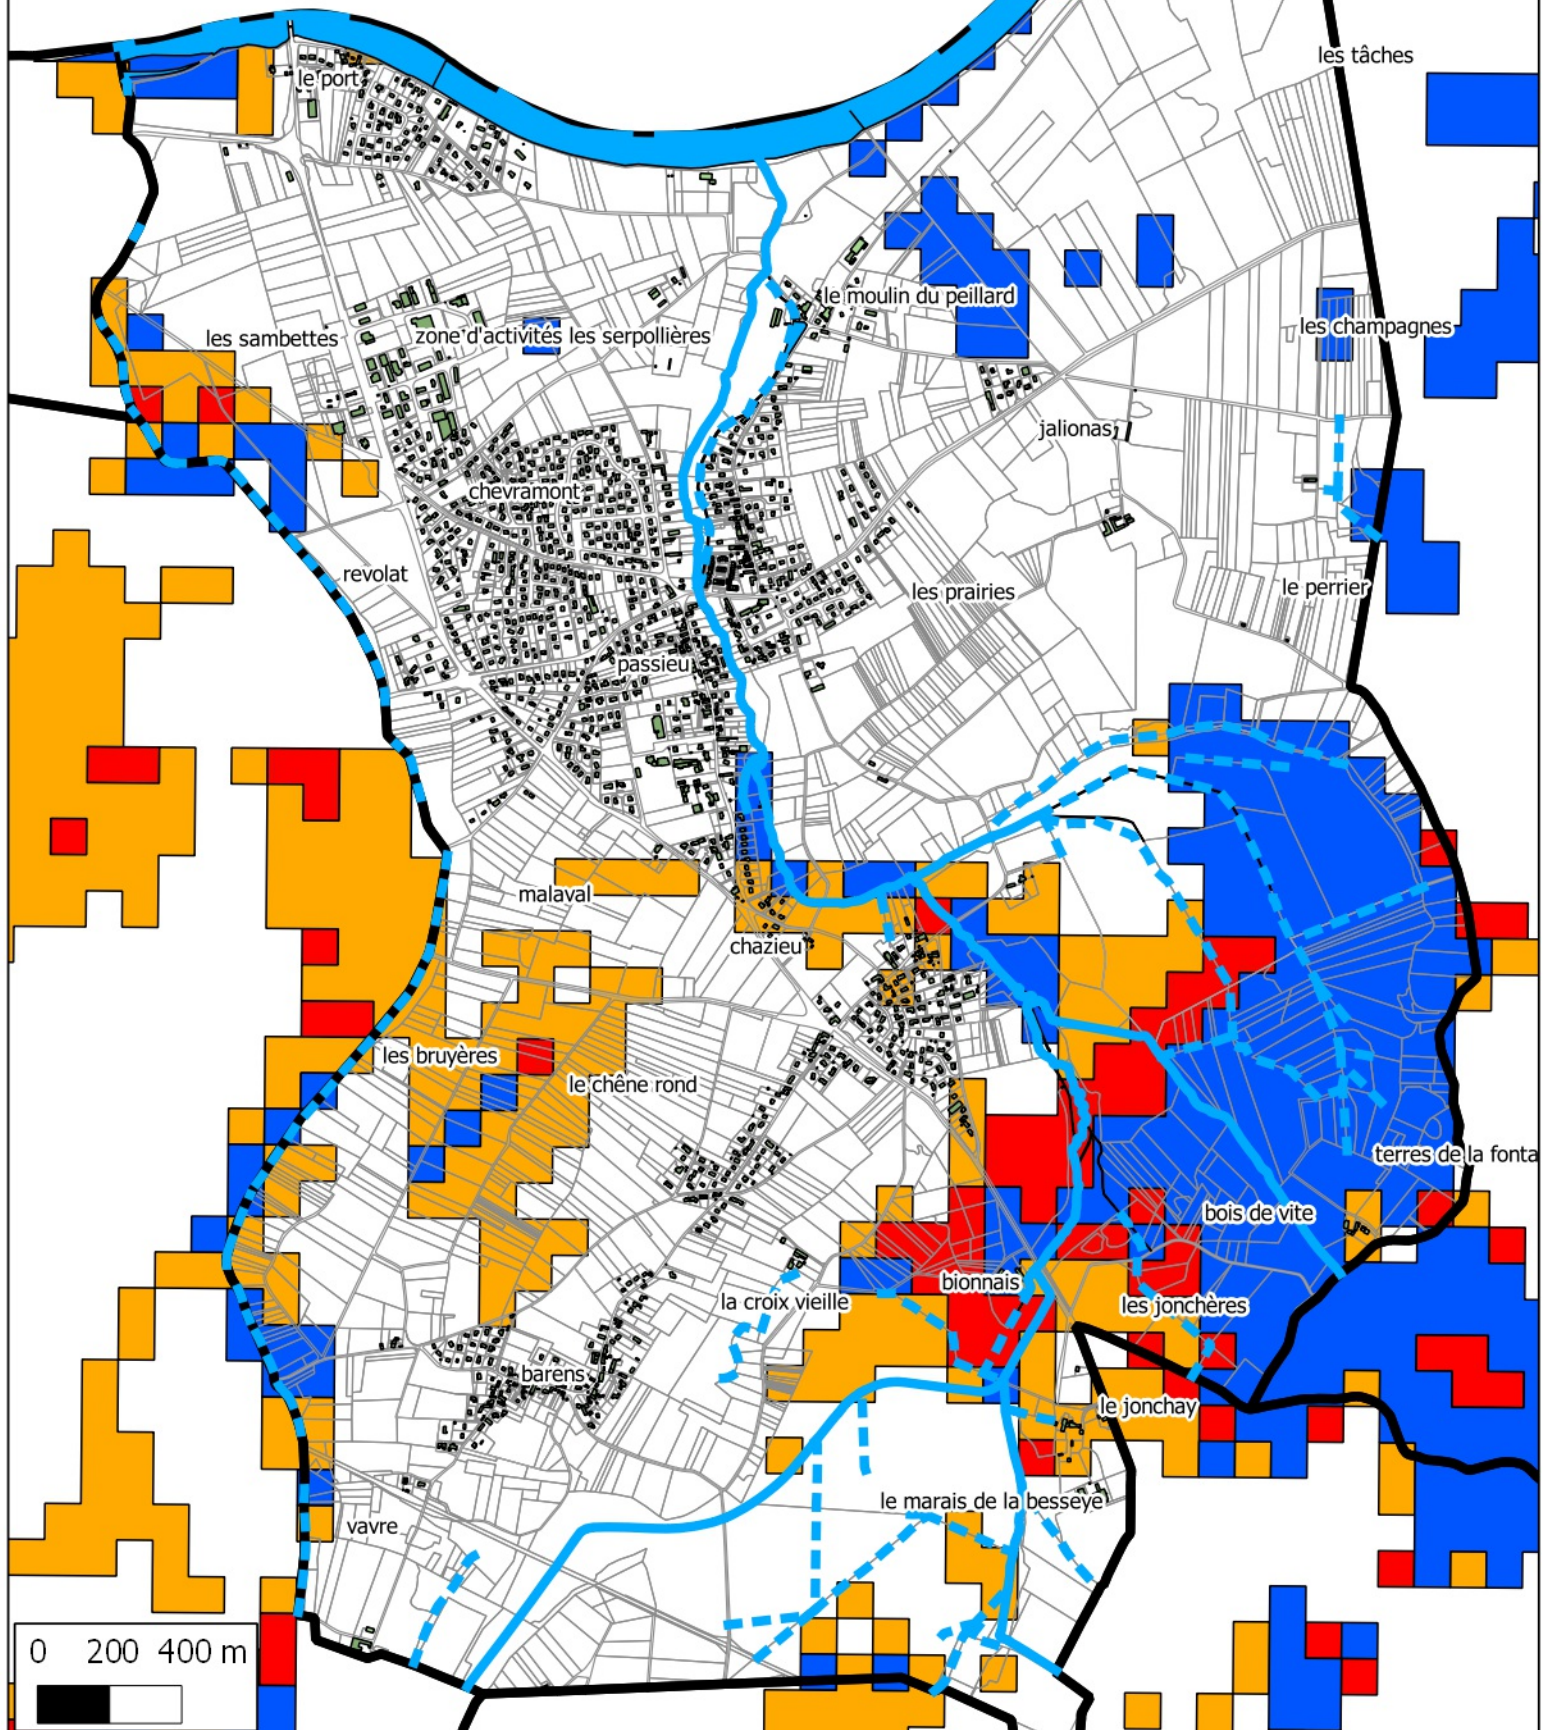 les tâches
le port
le moulin du peillard
les champagnes
les sambettes
zone d'activités les serpollières
jalionas
chevramont
revolat
les prairies
le perrier
passieu
malaval
chazieu
les bruyères
le chêne rond
terres de la fonta
bois de vite
bionnais
la croix vieille
les jonchères
barens
le jonchay
le marais de la besseye
vavre
0 200 400 m